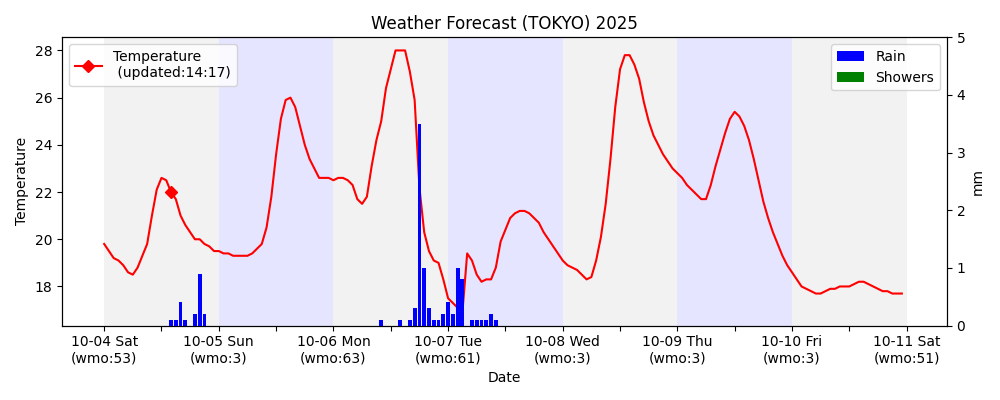 Weather Forecast (TOKYO) 2025
Temperature
(updated:14:17)
Rain
Showers
28
26
24
22
20
18
Temperature
5
4
3
2
1
0
mm
10-04 Sat
(wmo:53)
10-05 Sun
(wmo:3)
10-06 Mon
(wmo:63)
10-07 Tue
(wmo:61)
10-08 Wed
(wmo:3)
10-09 Thu
(wmo:3)
10-10 Fri
(wmo:3)
10-11 Sat
(wmo:51)
Date